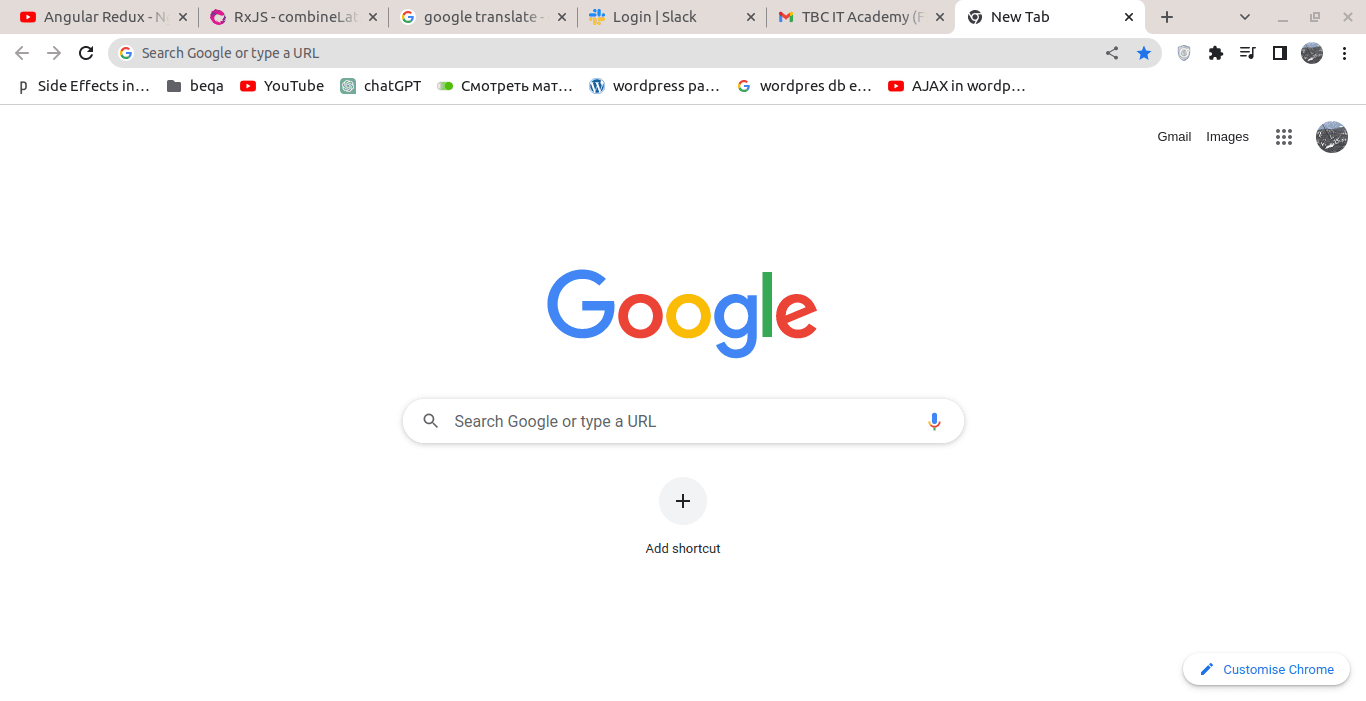 Angular Redux - N
RxJS - combineLat
google translate -
Login | Slack
TBC IT Academy (F
New Tab
Search Google or type a URL
Side Effects in...
beqa
YouTube
chatGPT
Смотреть мат...
wordpress pa...
wordpres db e...
AJAX in wordp...
Gmail
Images
Google
Search Google or type a URL
Add shortcut
Customise Chrome